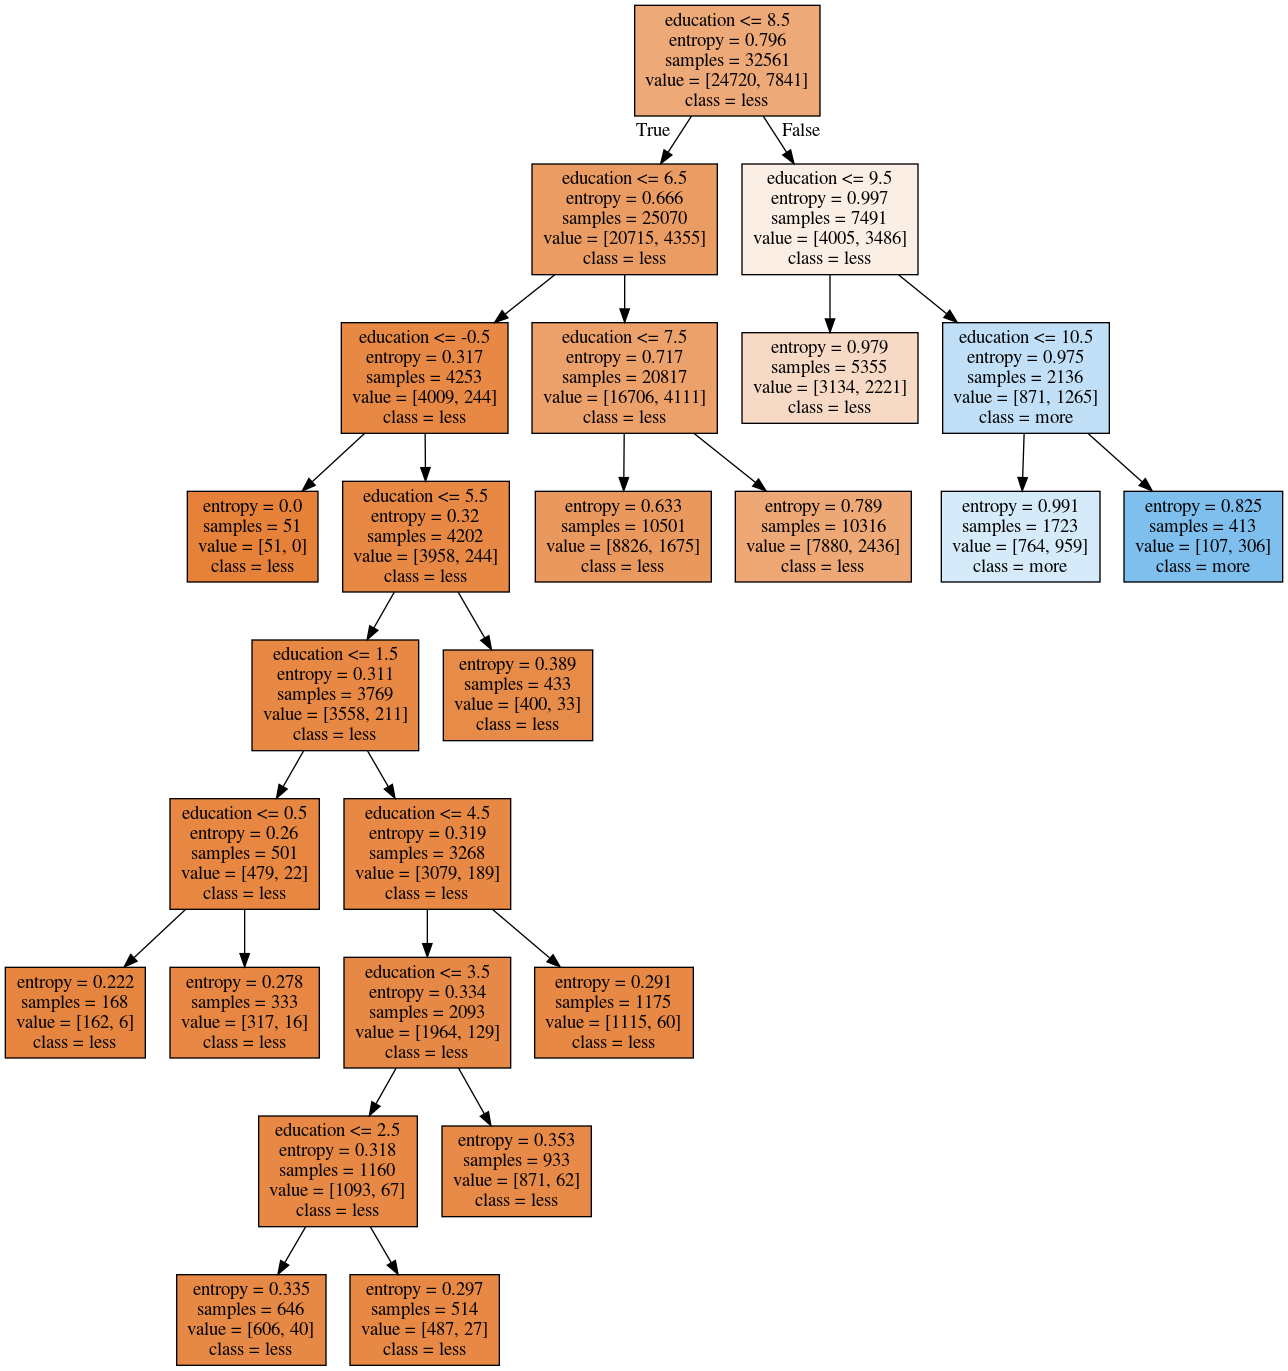 education <= 8.5
entropy = 0.796
samples = 32561
value = [24720, 7841]
class = less
True
False
education <= 6.5
entropy = 0.666
samples = 25070
value = [20715, 4355]
class = less
education <= 9.5
entropy = 0.997
samples = 7491
value = [4005, 3486]
class = less
education <= -0.5
entropy = 0.317
samples = 4253
value = [4009, 244]
class = less
education <= 7.5
entropy = 0.717
samples = 20817
value = [16706, 4111]
class = less
entropy = 0.979
samples = 5355
value = [3134, 2221]
class = less
education <= 10.5
entropy = 0.975
samples = 2136
value = [871, 1265]
class = more
entropy = 0.0
samples = 51
value = [51, 0]
class = less
education <= 5.5
entropy = 0.32
samples = 4202
value = [3958, 244]
class = less
entropy = 0.633
samples = 10501
value = [8826, 1675]
class = less
entropy = 0.789
samples = 10316
value = [7880, 2436]
class = less
entropy = 0.991
samples = 1723
value = [764, 959]
class = more
entropy = 0.825
samples = 413
value = [107, 306]
class = more
education <= 1.5
entropy = 0.311
samples = 3769
value = [3558, 211]
class = less
entropy = 0.389
samples = 433
value = [400, 33]
class = less
education <= 0.5
entropy = 0.26
samples = 501
value = [479, 22]
class = less
education <= 4.5
entropy = 0.319
samples = 3268
value = [3079, 189]
class = less
entropy = 0.222
samples = 168
value = [162, 6]
class = less
entropy = 0.278
samples = 333
value = [317, 16]
class = less
education <= 3.5
entropy = 0.334
samples = 2093
value = [1964, 129]
class = less
entropy = 0.291
samples = 1175
value = [1115, 60]
class = less
education <= 2.5
entropy = 0.318
samples = 1160
value = [1093, 67]
class = less
entropy = 0.353
samples = 933
value = [871, 62]
class = less
entropy = 0.335
samples = 646
value = [606, 40]
class = less
entropy = 0.297
samples = 514
value = [487, 27]
class = less